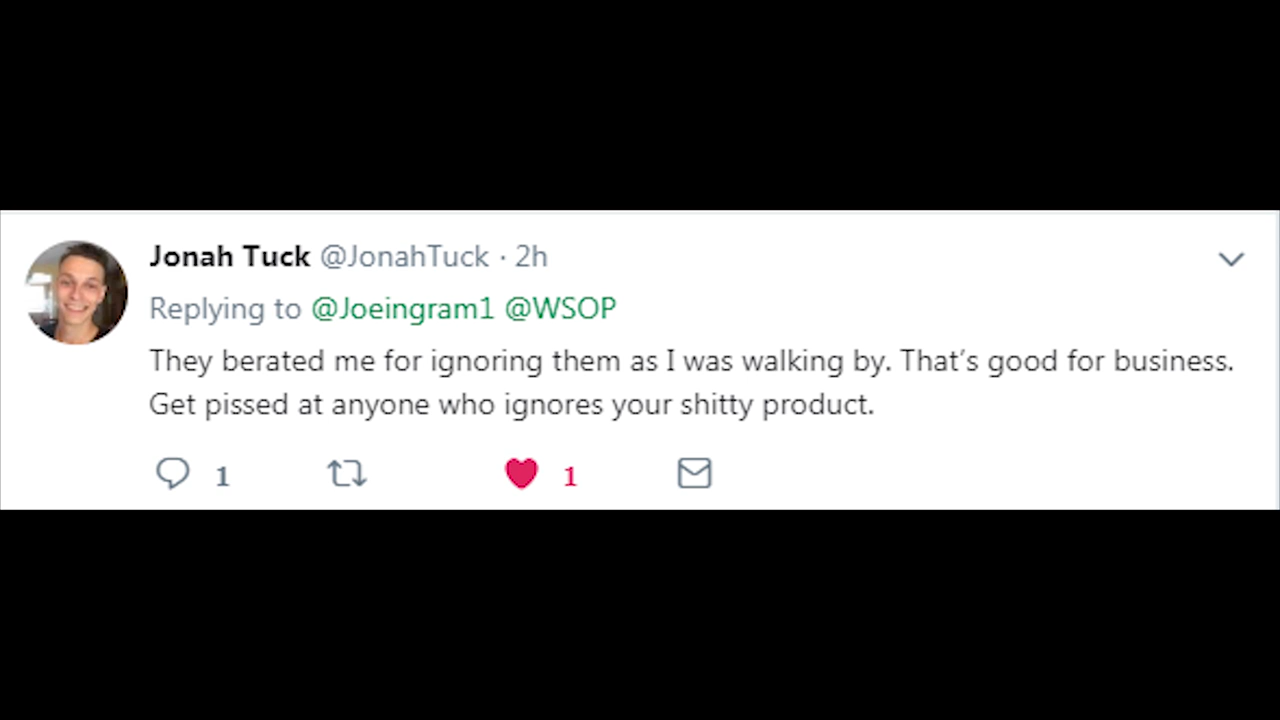 Jonah Tuck @JonahTuck · 2h
Replying to @Joeingram1 @WSOP
They berated me for ignoring them as I was walking by. That’s good for business.
Get pissed at anyone who ignores your shitty product.
1 1